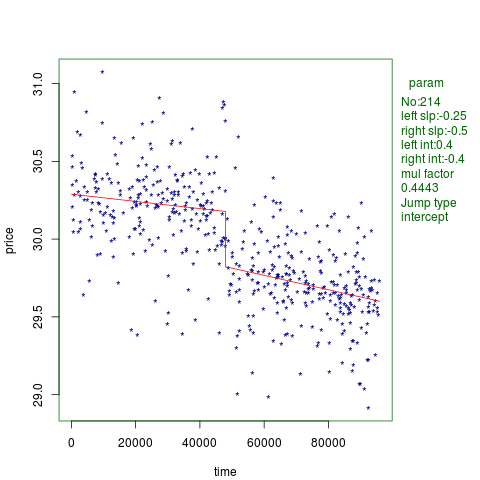 31.0
30.5
30.0
29.5
29.0
price
0 20000 40000 60000 80000
time
param
No:214
left slp:-0.25
right slp:-0.5
left int:0.4
right int:-0.4
mul factor
0.4443
Jump type
intercept